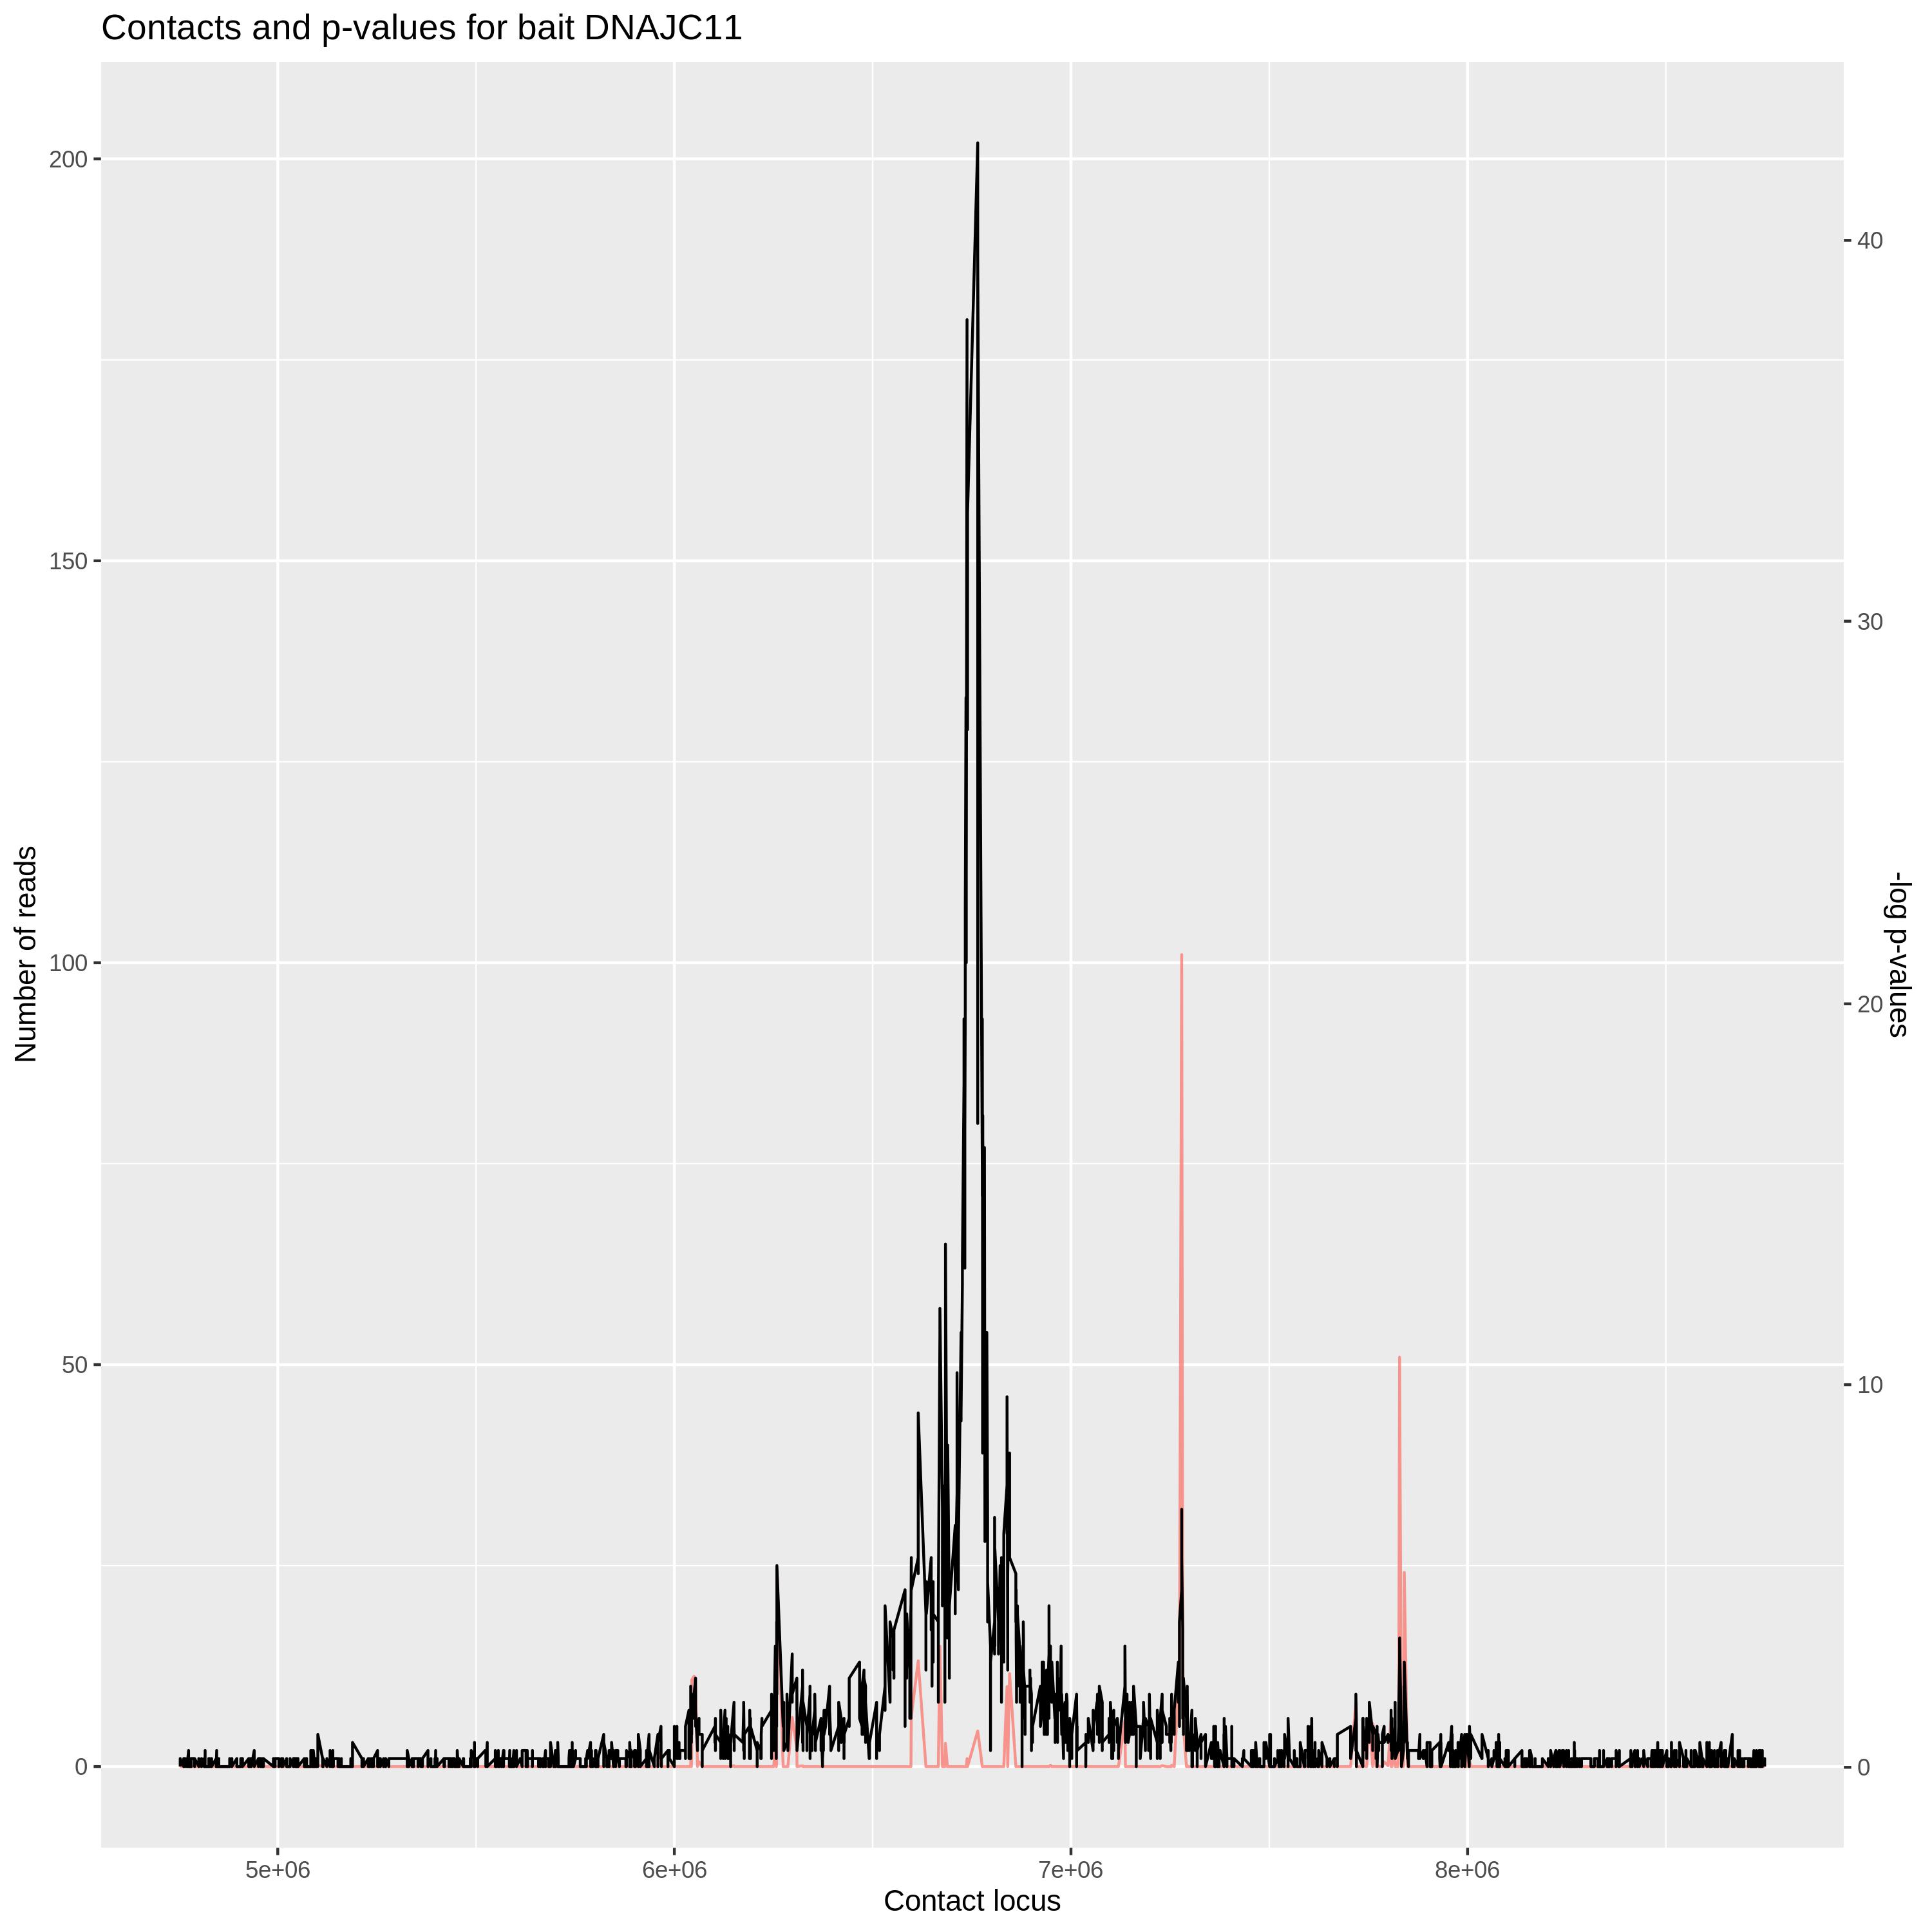 Contacts and p-values for bait DNAJC11
Number of reads
200
150
100
50
0
40
30
20
10
0
-log p-values
5e+06
6e+06
7e+06
8e+06
Contact locus